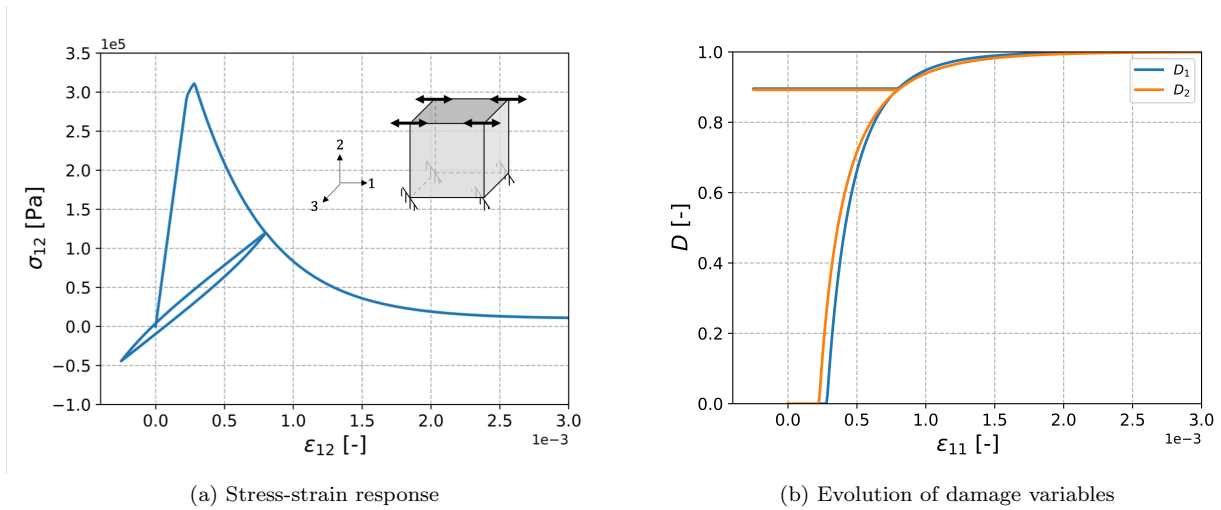 1e5
3.5
3.0
2.5
2.0
1.5
1.0
0.5
0.0
−0.5
−1.0
σ12 [Pa]
0.0 0.5 1.0 1.5 2.0 2.5 3.0
1e−3
ε12 [-]
2
1
3
(a) Stress-strain response
1.0
0.8
0.6
0.4
0.2
0.0
D [-]
D1
D2
0.0 0.5 1.0 1.5 2.0 2.5 3.0
1e−3
ε11 [-]
(b) Evolution of damage variables